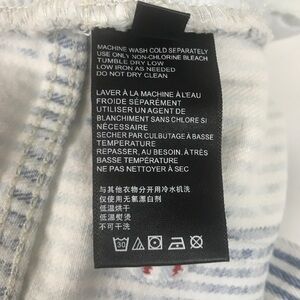 MACHINE WASH COLD SEPARATELY
USE ONLY NON-CHLORINE BLEACH
TUMBLE DRY LOW
LOW IRON AS NEEDED
DO NOT DRY CLEAN
LAVER À LA MACHINE À L'EAU
FROIDE SÉPARÉMENT
UTILISER UN AGENT DE
BLANCHIMENT SANS CHLORE SI
NÉCESSAIRE
SÉCHER PAR CULBUTAGE À BASSE
TEMPERATURE
REPASSER, AU BESOIN, À TRÈS
BASSE TEMPÉRATURE
NE PAS NETTOYER À SEC
与其他衣物分开用冷水机洗
仅使用无氯漂白剂
低温烘干
低温熨烫
不可干洗
30